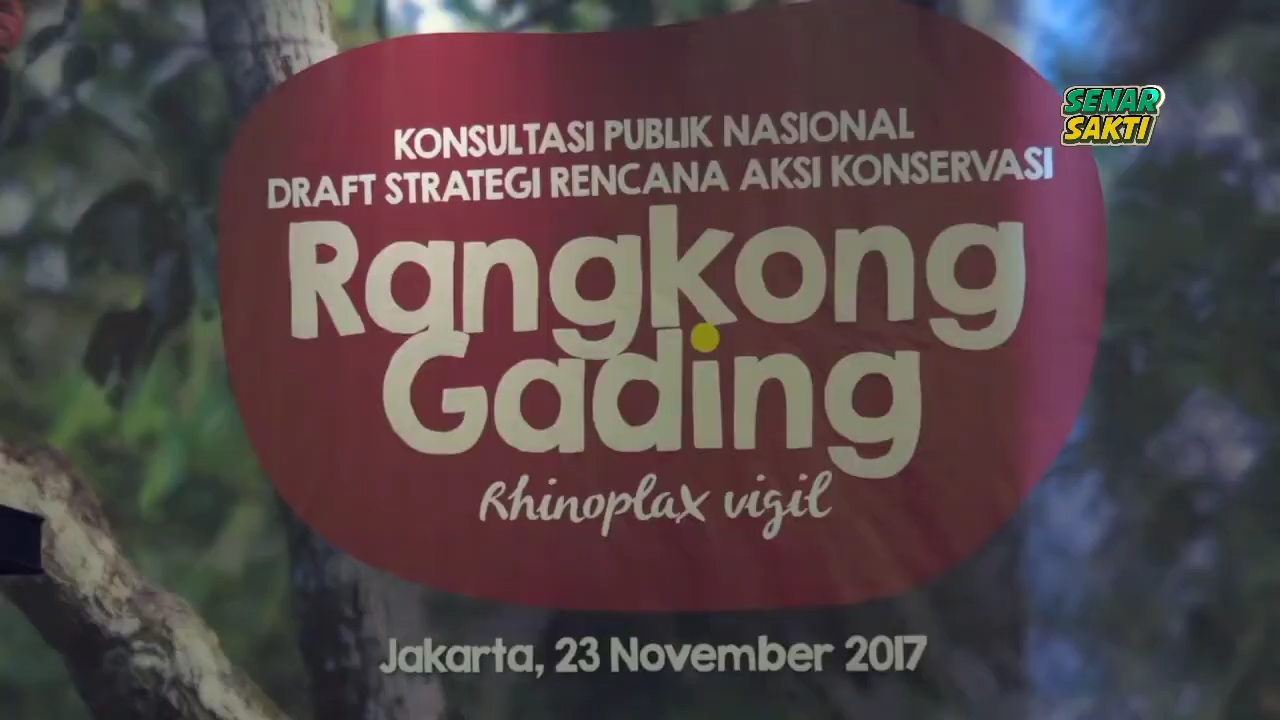 SENAR
SAKTI
KONSULTASI PUBLIK NASIONAL
DRAFT STRATEGI RENCANA AKSI KONSERVASI
Rangkong
Gading
Rhinoplax vigil
Jakarta, 23 November 2017